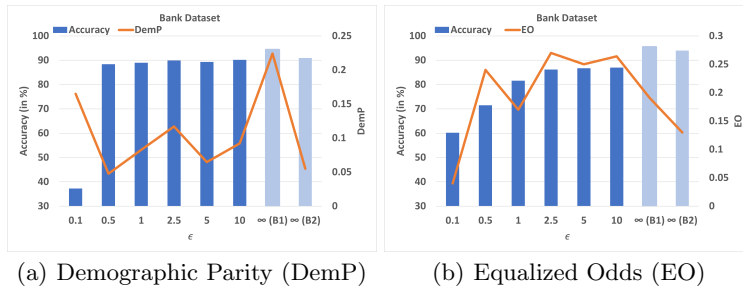 Bank Dataset
Accuracy DemP
100 0.25
90
80 0.2
70 0.15
60 0.1
50
40 0.05
30 0
Accuracy (in %)
DemP
0.1 0.5 1 2.5 5 10 ∞ (B1) ∞ (B2)
ϵ
(a) Demographic Parity (DemP)
Bank Dataset
Accuracy EO
100 0.3
90 0.25
80
70 0.2
0.15
60
50 0.1
40 0.05
30 0
Accuracy (in %)
EO
0.1 0.5 1 2.5 5 10 ∞ (B1) ∞ (B2)
ϵ
(b) Equalized Odds (EO)